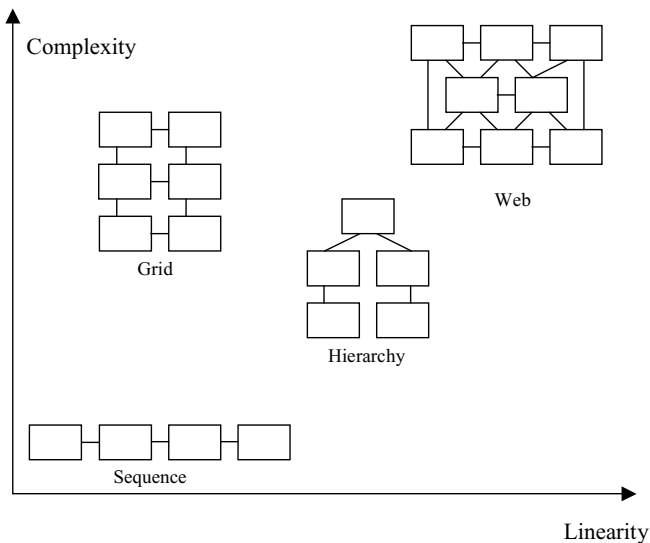 Complexity
Web
Grid
Hierarchy
Sequence
Linearity